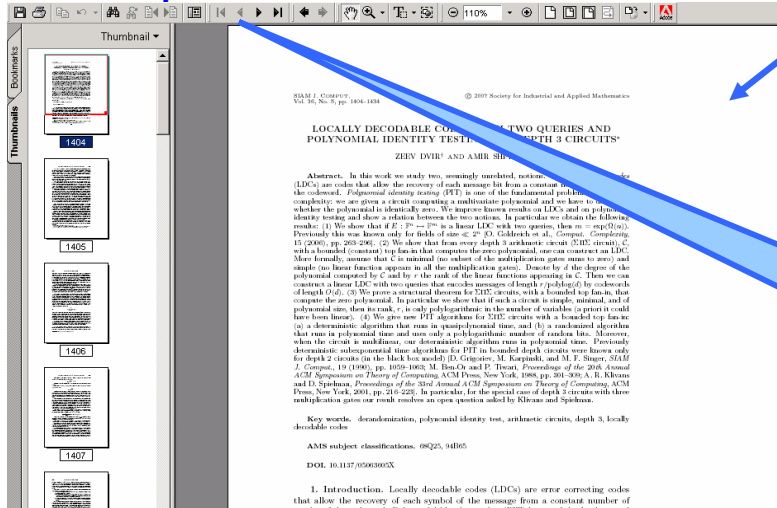 110%
Thumbnail
Bookmarks
Thumbnails
1404
1405
1406
1407
SIAM J. COMPUT. © 2007 Society for Industrial and Applied Mathematics
Vol. 36, No. 5, pp. 1404–1434
LOCALLY DECODABLE TWO QUERIES AND
POLYNOMIAL IDENTITY DEPTH 3 CIRCUITS*
ZEEV DVIR† AND AMIR
Abstract. In this work we study two, seemingly unrelated, notions.
(LDCs) are codes that allow the recovery of each message bit from a constant
the codeword. Polynomial identity testing (PIT) is one of the fundamental
complexity: we are given a circuit computing a multivariate polynomial and we have to
whether the polynomial is identically zero. We improve known results on LDCs and on
identity testing and show a relation between the two notions. In particular we obtain the following
results: (1) We show that if E : 𝔽ⁿ ↦ 𝔽ᵐ is a linear LDC with two queries, then m = exp(Ω(n)).
Previously this was known only for fields of size ≪ 2ⁿ [O. Goldreich et al., Comput. Complexity,
15 (2006), pp. 263–296]. (2) We show that from every depth 3 arithmetic circuit (ΣΠΣ circuit), C,
with a bounded (constant) top fan-in that computes the zero polynomial, one can construct an LDC.
More formally, assume that C is minimal (no subset of the multiplication gates sums to zero) and
simple (no linear function appears in all the multiplication gates). Denote by d the degree of the
polynomial computed by C and by r the rank of the linear functions appearing in C. Then we can
construct a linear LDC with two queries that encodes messages of length r/polylog(d) by codewords
of length O(d). (3) We prove a structural theorem for ΣΠΣ circuits, with a bounded top fan-in, that
compute the zero polynomial. In particular we show that if such a circuit is simple, minimal, and of
polynomial size, then its rank, r, is only polylogarithmic in the number of variables (a priori it could
have been linear). (4) We give new PIT algorithms for ΣΠΣ circuits with a bounded top fan-in:
(a) a deterministic algorithm that runs in quasipolynomial time, and (b) a randomized algorithm
that runs in polynomial time and uses only a polylogarithmic number of random bits. Moreover,
when the circuit is multilinear, our deterministic algorithm runs in polynomial time. Previously
deterministic subexponential time algorithms for PIT in bounded depth circuits were known only
for depth 2 circuits (in the black box model) [D. Grigoriev, M. Karpinski, and M. F. Singer, SIAM
J. Comput., 19 (1990), pp. 1059–1063; M. Ben-Or and P. Tiwari, Proceedings of the 20th Annual
ACM Symposium on Theory of Computing, ACM Press, New York, 1988, pp. 301–309; A. R. Klivans
and D. Spielman, Proceedings of the 33rd Annual ACM Symposium on Theory of Computing, ACM
Press, New York, 2001, pp. 216–223]. In particular, for the special case of depth 3 circuits with three
multiplication gates our result resolves an open question asked by Klivans and Spielman.
Key words. derandomization, polynomial identity test, arithmetic circuits, depth 3, locally
decodable codes
AMS subject classifications. 68Q25, 94B65
DOI. 10.1137/05063605X
1. Introduction. Locally decodable codes (LDCs) are error correcting codes
that allow the recovery of each symbol of the message from a constant number of